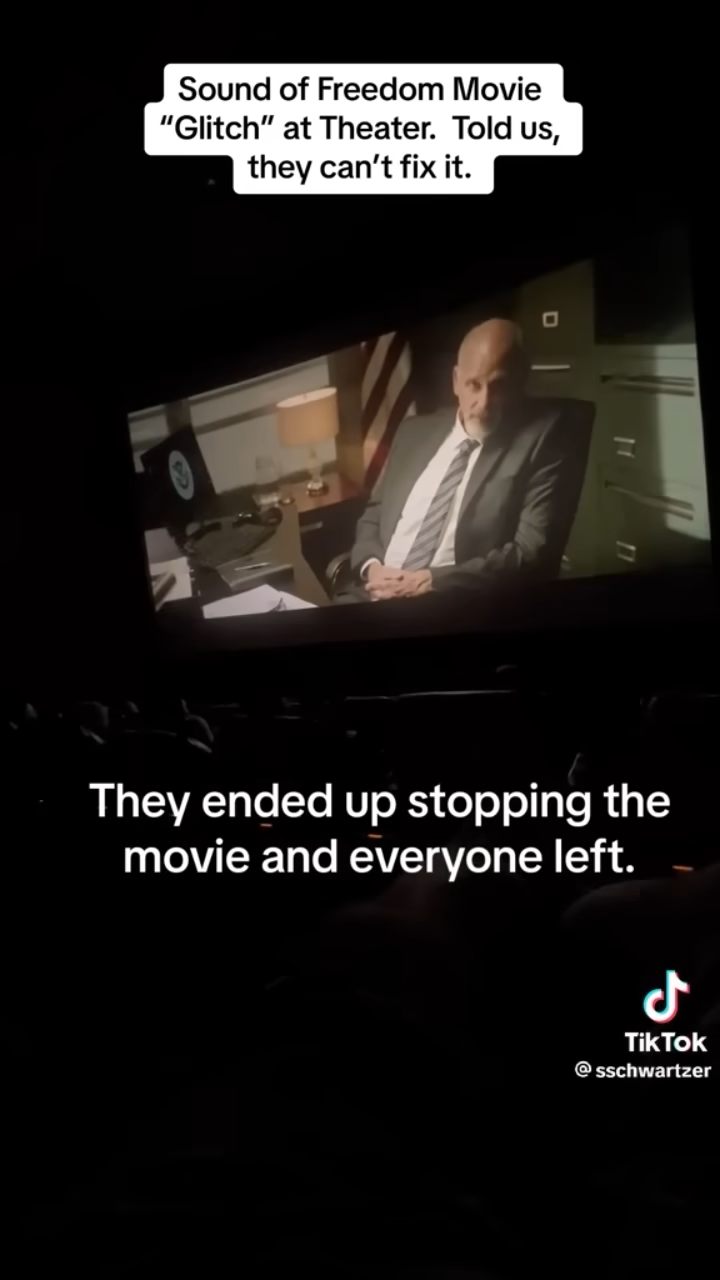 Sound of Freedom Movie
“Glitch” at Theater.  Told us,
they can’t fix it.
They ended up stopping the
movie and everyone left.
TikTok
@sschwartzer